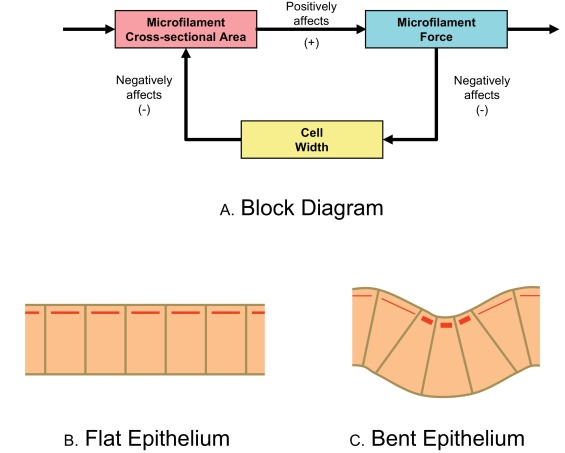 Positively
affects
(+)
Microfilament
Cross-sectional Area
Microfilament
Force
Negatively
affects
(-)
Negatively
affects
(-)
Cell
Width
A. Block Diagram
B. Flat Epithelium
C. Bent Epithelium